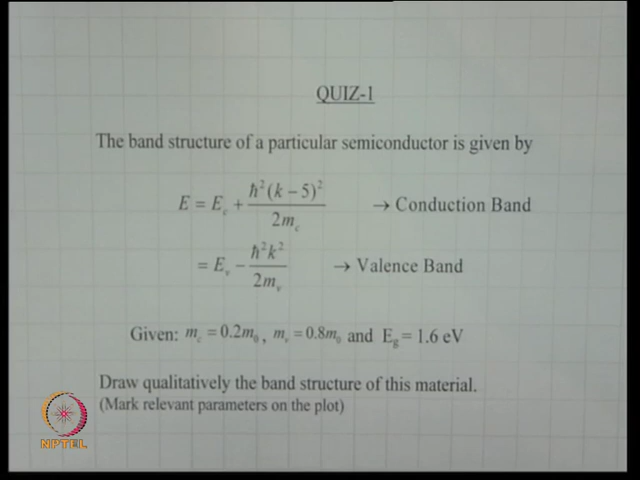 QUIZ-1
The band structure of a particular semiconductor is given by
E = E_c + ħ²(k − 5)² / 2m_c → Conduction Band
= E_v − ħ²k² / 2m_v → Valence Band
Given: m_c = 0.2m₀ , m_v = 0.8m₀ and E_g = 1.6 eV
Draw qualitatively the band structure of this material.
(Mark relevant parameters on the plot)
NPTEL